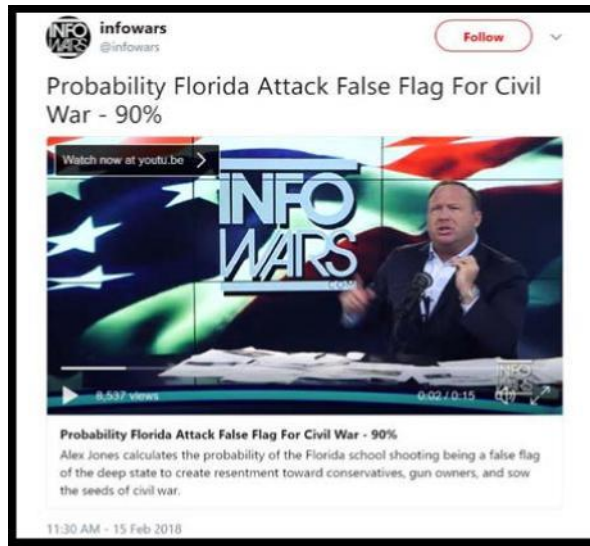 infowars
@infowars
Follow
Probability Florida Attack False Flag For Civil
War - 90%
Watch now at youtu.be
INFO
WARS
.COM
8,537 views
0:02 / 0:15
INFO
WARS
Probability Florida Attack False Flag For Civil War - 90%
Alex Jones calculates the probability of the Florida school shooting being a false flag
of the deep state to create resentment toward conservatives, gun owners, and sow
the seeds of civil war.
11:30 AM - 15 Feb 2018